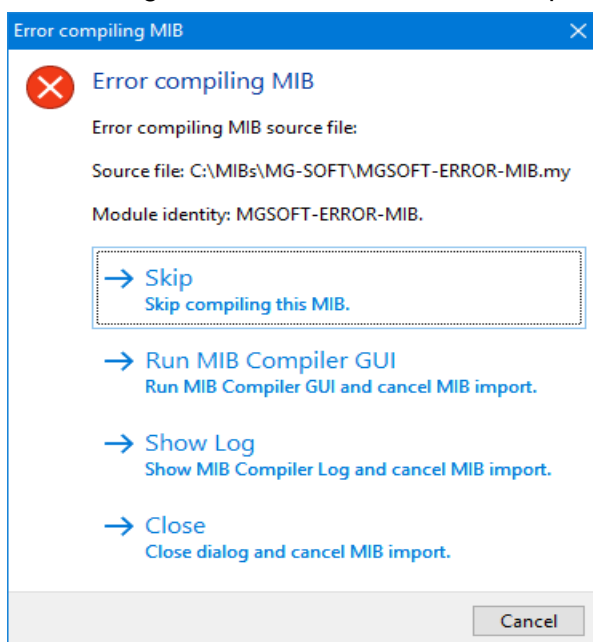 Error compiling MIB
Error compiling MIB
Error compiling MIB source file:
Source file: C:\MIBs\MG-SOFT\MGSOFT-ERROR-MIB.my
Module identity: MGSOFT-ERROR-MIB.
Skip
Skip compiling this MIB.
Run MIB Compiler GUI
Run MIB Compiler GUI and cancel MIB import.
Show Log
Show MIB Compiler Log and cancel MIB import.
Close
Close dialog and cancel MIB import.
Cancel